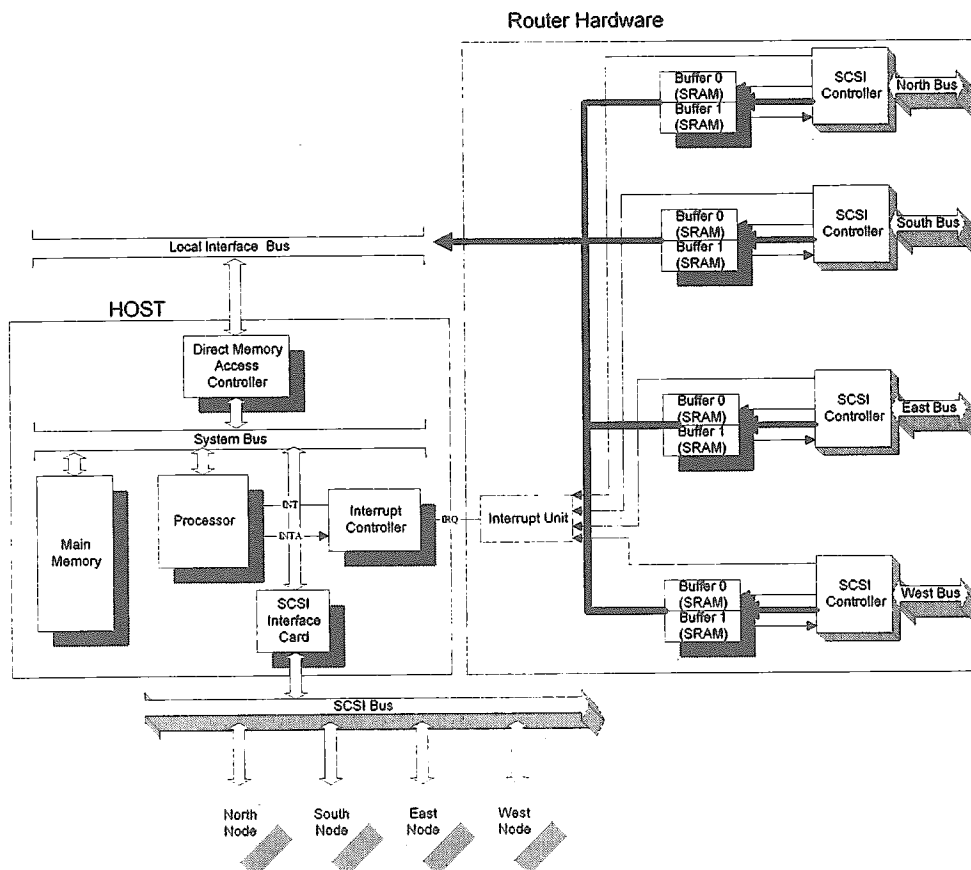 Router Hardware
Buffer 0
(SRAM)
Buffer 1
(SRAM)
SCSI
Controller
North Bus
Buffer 0
(SRAM)
Buffer 1
(SRAM)
SCSI
Controller
South Bus
Local Interface Bus
HOST
Direct Memory
Access
Controller
Buffer 0
(SRAM)
Buffer 1
(SRAM)
SCSI
Controller
East Bus
System Bus
Main
Memory
Processor
INT
INTA
Interrupt
Controller
IRQ
Interrupt Unit
SCSI
Interface
Card
Buffer 0
(SRAM)
Buffer 1
(SRAM)
SCSI
Controller
West Bus
SCSI Bus
North
Node
South
Node
East
Node
West
Node